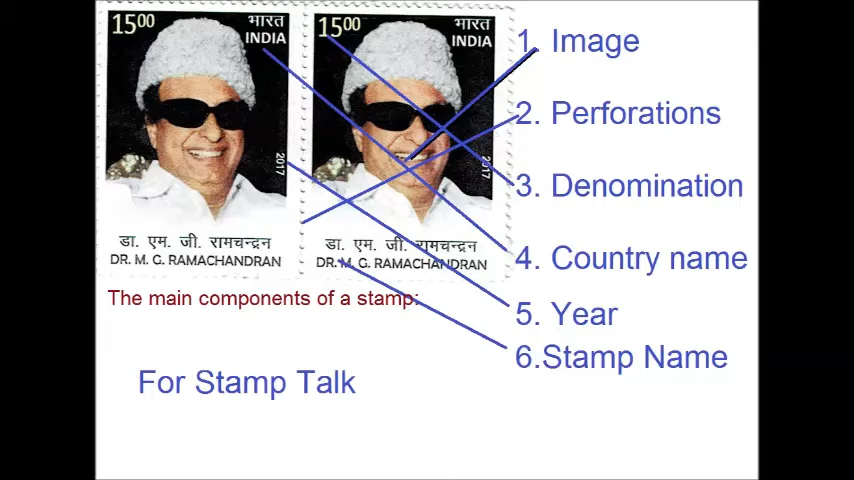 1500 भारत
INDIA
2017
डा. एम. जी. रामचन्द्रन
DR. M. G. RAMACHANDRAN
1500 भारत
INDIA
2017
डा. एम. जी. रामचन्द्रन
DR. M. G. RAMACHANDRAN
1. Image
2. Perforations
3. Denomination
4. Country name
5. Year
6.Stamp Name
The main components of a stamp:
For Stamp Talk